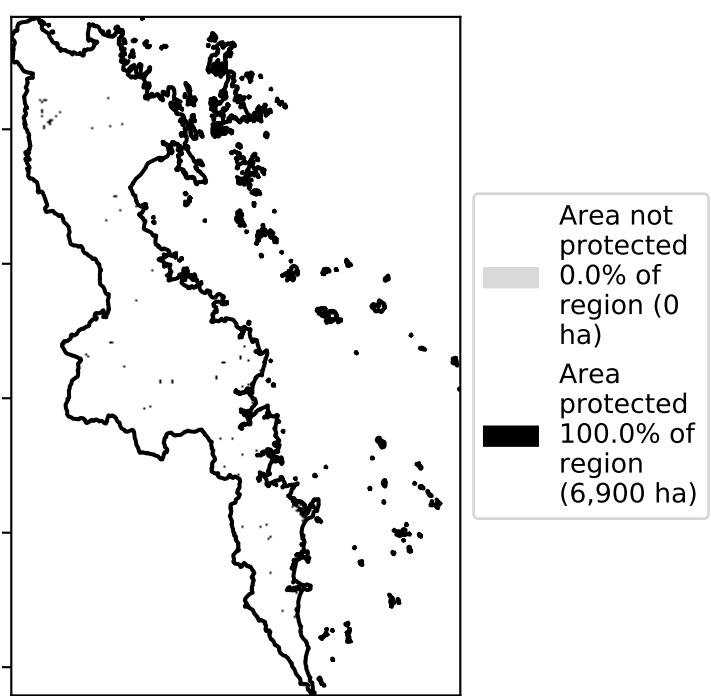 Area not
protected
0.0% of
region (0
ha)
Area
protected
100.0% of
region
(6,900 ha)